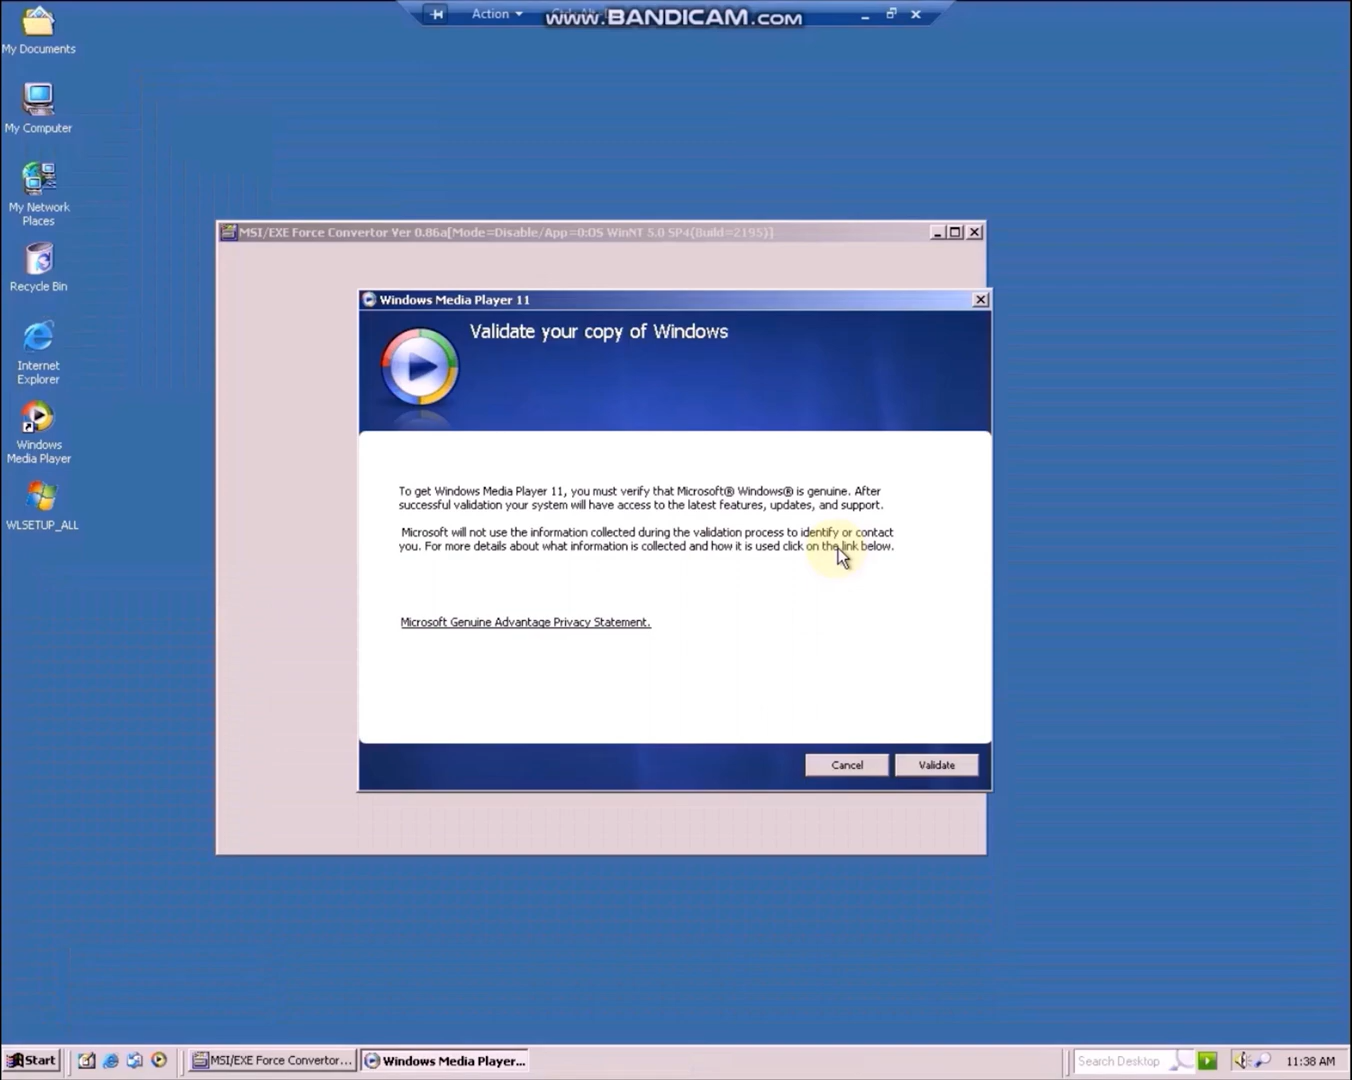 Action
www.BANDICAM.com
My Documents
My Computer
My Network
Places
Recycle Bin
Internet
Explorer
Windows
Media Player
WLSETUP_ALL
MSI/EXE Force Convertor Ver 0.86a[Mode=Disable/App=0:OS WinNT 5.0 SP4(Build=2195)]
Windows Media Player 11
Validate your copy of Windows
To get Windows Media Player 11, you must verify that Microsoft® Windows® is genuine. After
successful validation your system will have access to the latest features, updates, and support.
Microsoft will not use the information collected during the validation process to identify or contact
you. For more details about what information is collected and how it is used click on the link below.
Microsoft Genuine Advantage Privacy Statement.
Cancel
Validate
Start
MSI/EXE Force Convertor...
Windows Media Player...
Search Desktop
11:38 AM